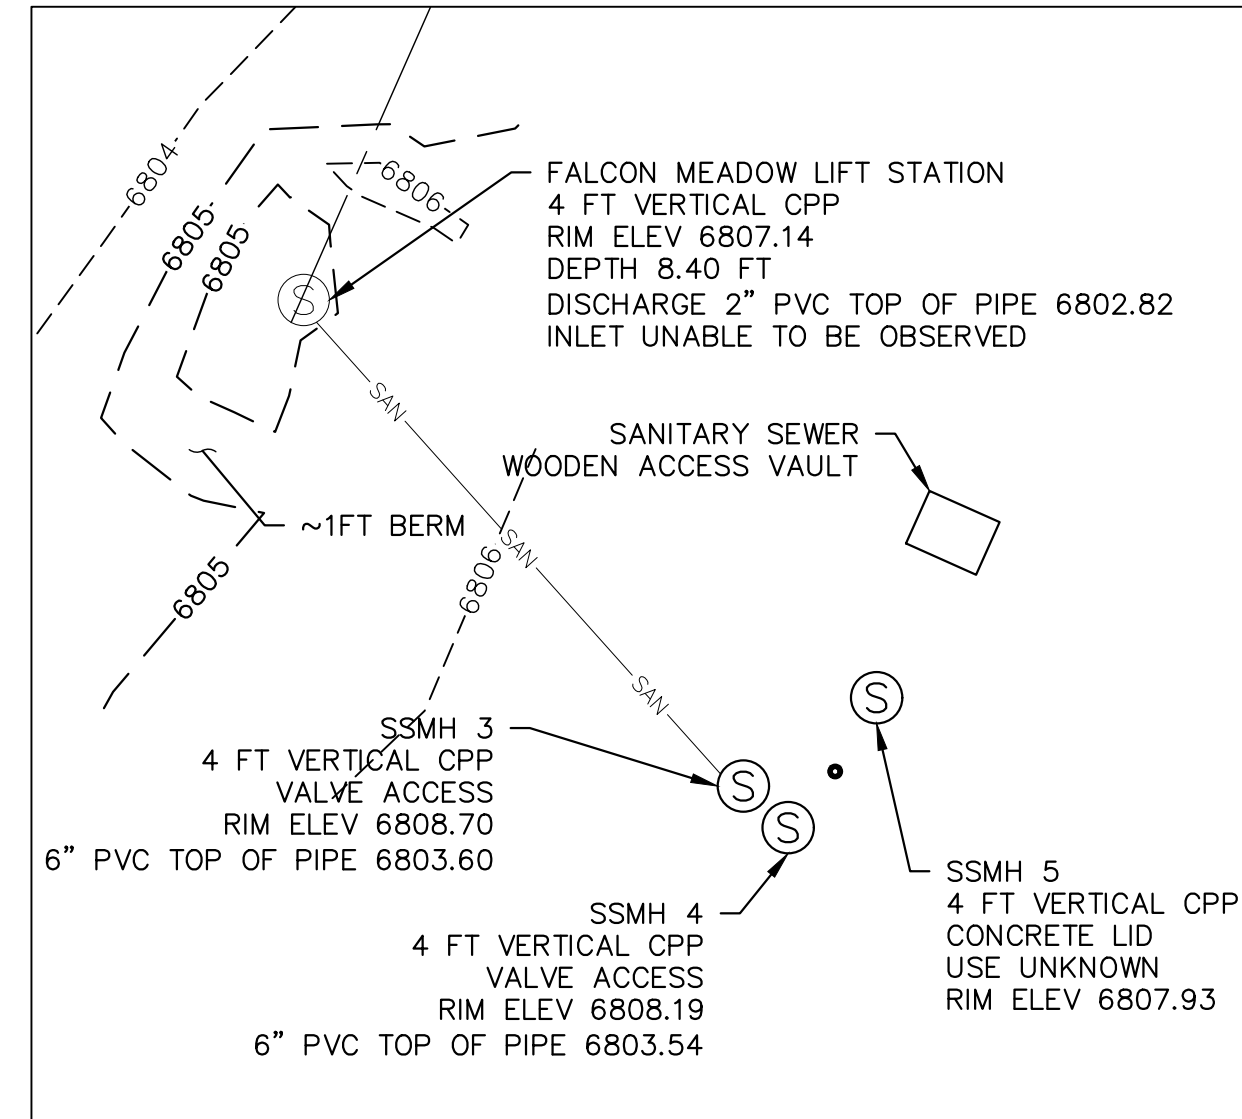 -6804-
6805-
6805
-6806-
S
FALCON MEADOW LIFT STATION
4 FT VERTICAL CPP
RIM ELEV 6807.14
DEPTH 8.40 FT
DISCHARGE 2” PVC TOP OF PIPE 6802.82
INLET UNABLE TO BE OBSERVED
SAN
SANITARY SEWER
WOODEN ACCESS VAULT
~1FT BERM
SAN
6805
6806
SAN
S
SSMH 3
4 FT VERTICAL CPP
VALVE ACCESS
RIM ELEV 6808.70
6” PVC TOP OF PIPE 6803.60
S
S
SSMH 4
4 FT VERTICAL CPP
VALVE ACCESS
RIM ELEV 6808.19
6” PVC TOP OF PIPE 6803.54
SSMH 5
4 FT VERTICAL CPP
CONCRETE LID
USE UNKNOWN
RIM ELEV 6807.93